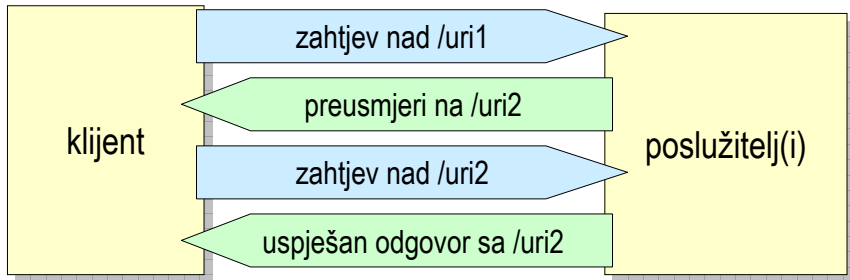 klijent
zahtjev nad /uri1
preusmjeri na /uri2
zahtjev nad /uri2
uspješan odgovor sa /uri2
poslužitelj(i)